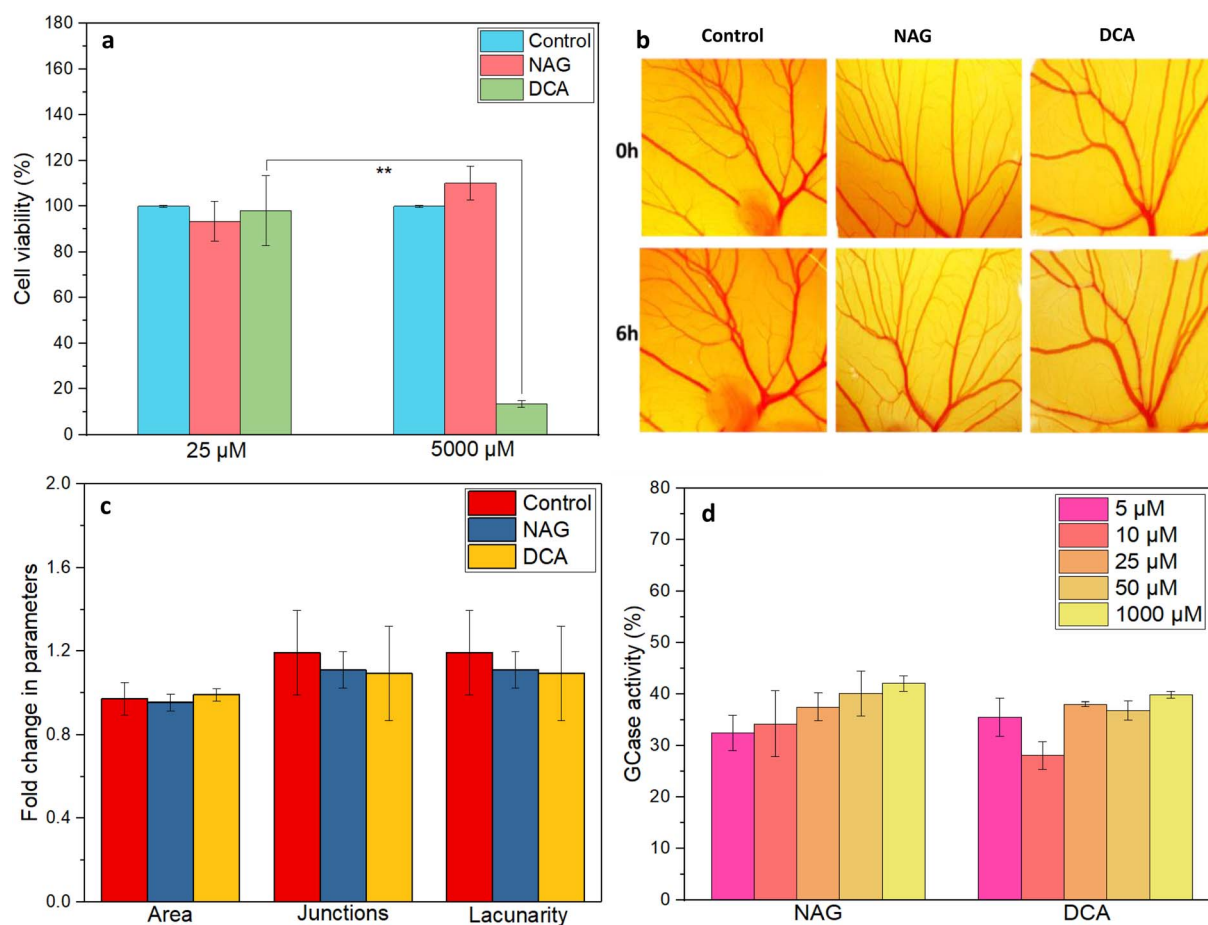 a
180
160
140
120
100
80
60
40
20
0
Cell viability (%)
Control
NAG
DCA
**
25 µM
5000 µM
b
Control
NAG
DCA
0h
6h
c
2.0
1.6
1.2
0.8
0.4
0.0
Fold change in parameters
Control
NAG
DCA
Area
Junctions
Lacunarity
d
80
70
60
50
40
30
20
10
0
GCase activity (%)
5 µM
10 µM
25 µM
50 µM
1000 µM
NAG
DCA